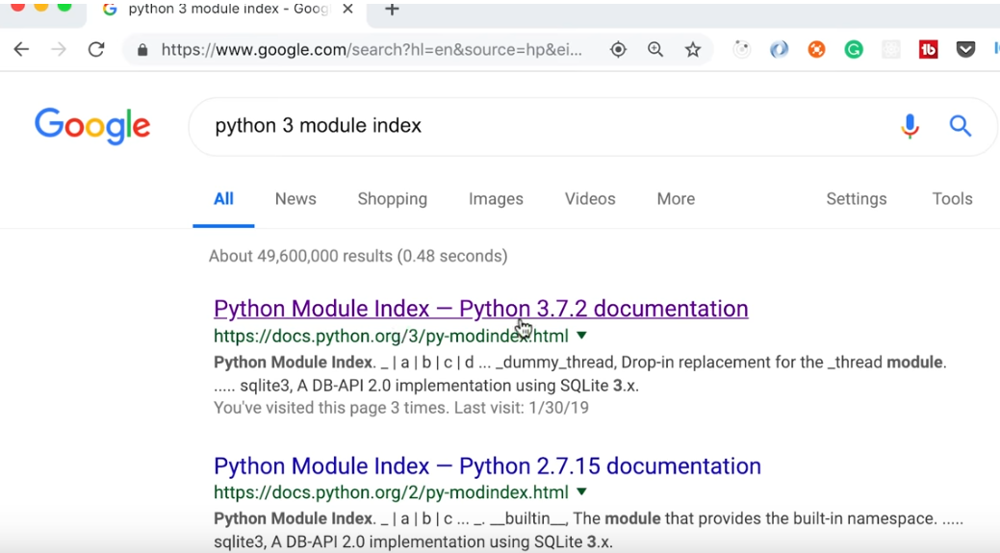 python 3 module index - Goog
https://www.google.com/search?hl=en&source=hp&ei...
Google
python 3 module index
All News Shopping Images Videos More Settings Tools
About 49,600,000 results (0.48 seconds)
Python Module Index — Python 3.7.2 documentation
https://docs.python.org/3/py-modindex.html
Python Module Index. _ | a | b | c | d ... _dummy_thread, Drop-in replacement for the _thread module.
..... sqlite3, A DB-API 2.0 implementation using SQLite 3.x.
You've visited this page 3 times. Last visit: 1/30/19
Python Module Index — Python 2.7.15 documentation
https://docs.python.org/2/py-modindex.html
Python Module Index. _ | a | b | c ... _. __builtin__, The module that provides the built-in namespace. .....
sqlite3, A DB-API 2.0 implementation using SQLite 3.x.